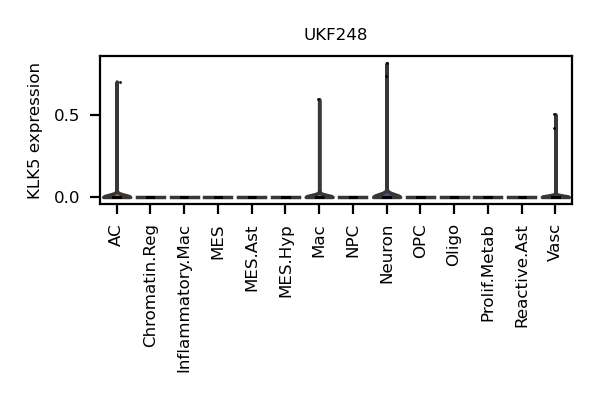 UKF248
KLK5 expression
0.5
0.0
AC
Chromatin.Reg
Inflammatory.Mac
MES
MES.Ast
MES.Hyp
Mac
NPC
Neuron
OPC
Oligo
Prolif.Metab
Reactive.Ast
Vasc